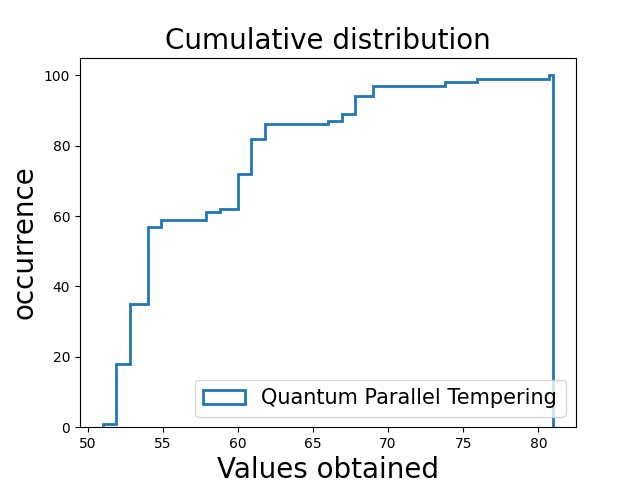 Cumulative distribution
100
80
60
40
20
0
occurrence
Quantum Parallel Tempering
50 55 60 65 70 75 80
Values obtained